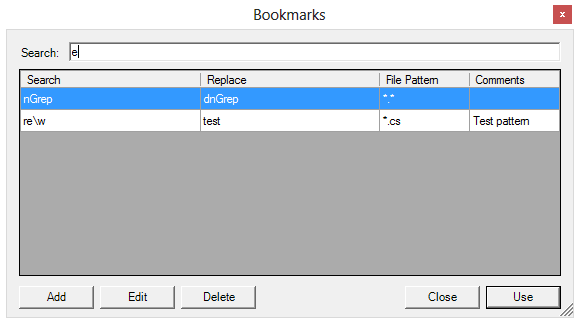 Bookmarks
x
Search: e
Search Replace File Pattern Comments
nGrep dnGrep *.*
re\w test *.cs Test pattern
Add Edit Delete Close Use